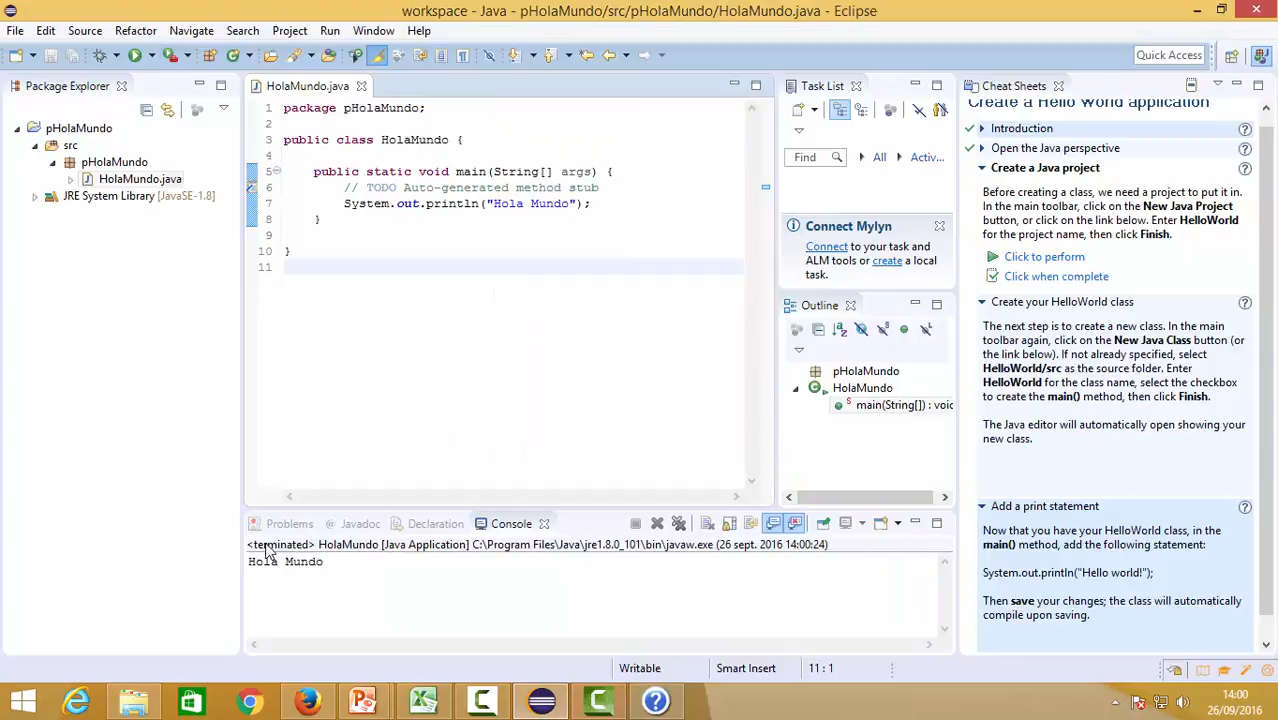 workspace - Java - pHolaMundo/src/pHolaMundo/HolaMundo.java - Eclipse
File Edit Source Refactor Navigate Search Project Run Window Help
Quick Access
Package Explorer
pHolaMundo
src
pHolaMundo
HolaMundo.java
JRE System Library [JavaSE-1.8]
HolaMundo.java
1 package pHolaMundo;
2
3 public class HolaMundo {
4
5 public static void main(String[] args) {
6 // TODO Auto-generated method stub
7 System.out.println("Hola Mundo");
8 }
9
10 }
11
Task List
Find All Activ...
Connect Mylyn
Connect to your task and
ALM tools or create a local
task.
Outline
pHolaMundo
HolaMundo
main(String[]) : void
Cheat Sheets
Create a Hello World application
Introduction
Open the Java perspective
Create a Java project
Before creating a class, we need a project to put it in.
In the main toolbar, click on the New Java Project
button, or click on the link below. Enter HelloWorld
for the project name, then click Finish.
Click to perform
Click when complete
Create your HelloWorld class
The next step is to create a new class. In the main
toolbar again, click on the New Java Class button (or
the link below). If not already specified, select
HelloWorld/src as the source folder. Enter
HelloWorld for the class name, select the checkbox
to create the main() method, then click Finish.
The Java editor will automatically open showing your
new class.
Add a print statement
Now that you have your HelloWorld class, in the
main() method, add the following statement:
System.out.println("Hello world!");
Then save your changes; the class will automatically
compile upon saving.
Problems Javadoc Declaration Console
<terminated> HolaMundo [Java Application] C:\Program Files\Java\jre1.8.0_101\bin\javaw.exe (26 sept. 2016 14:00:24)
Hola Mundo
Writable Smart Insert 11 : 1
14:00
26/09/2016